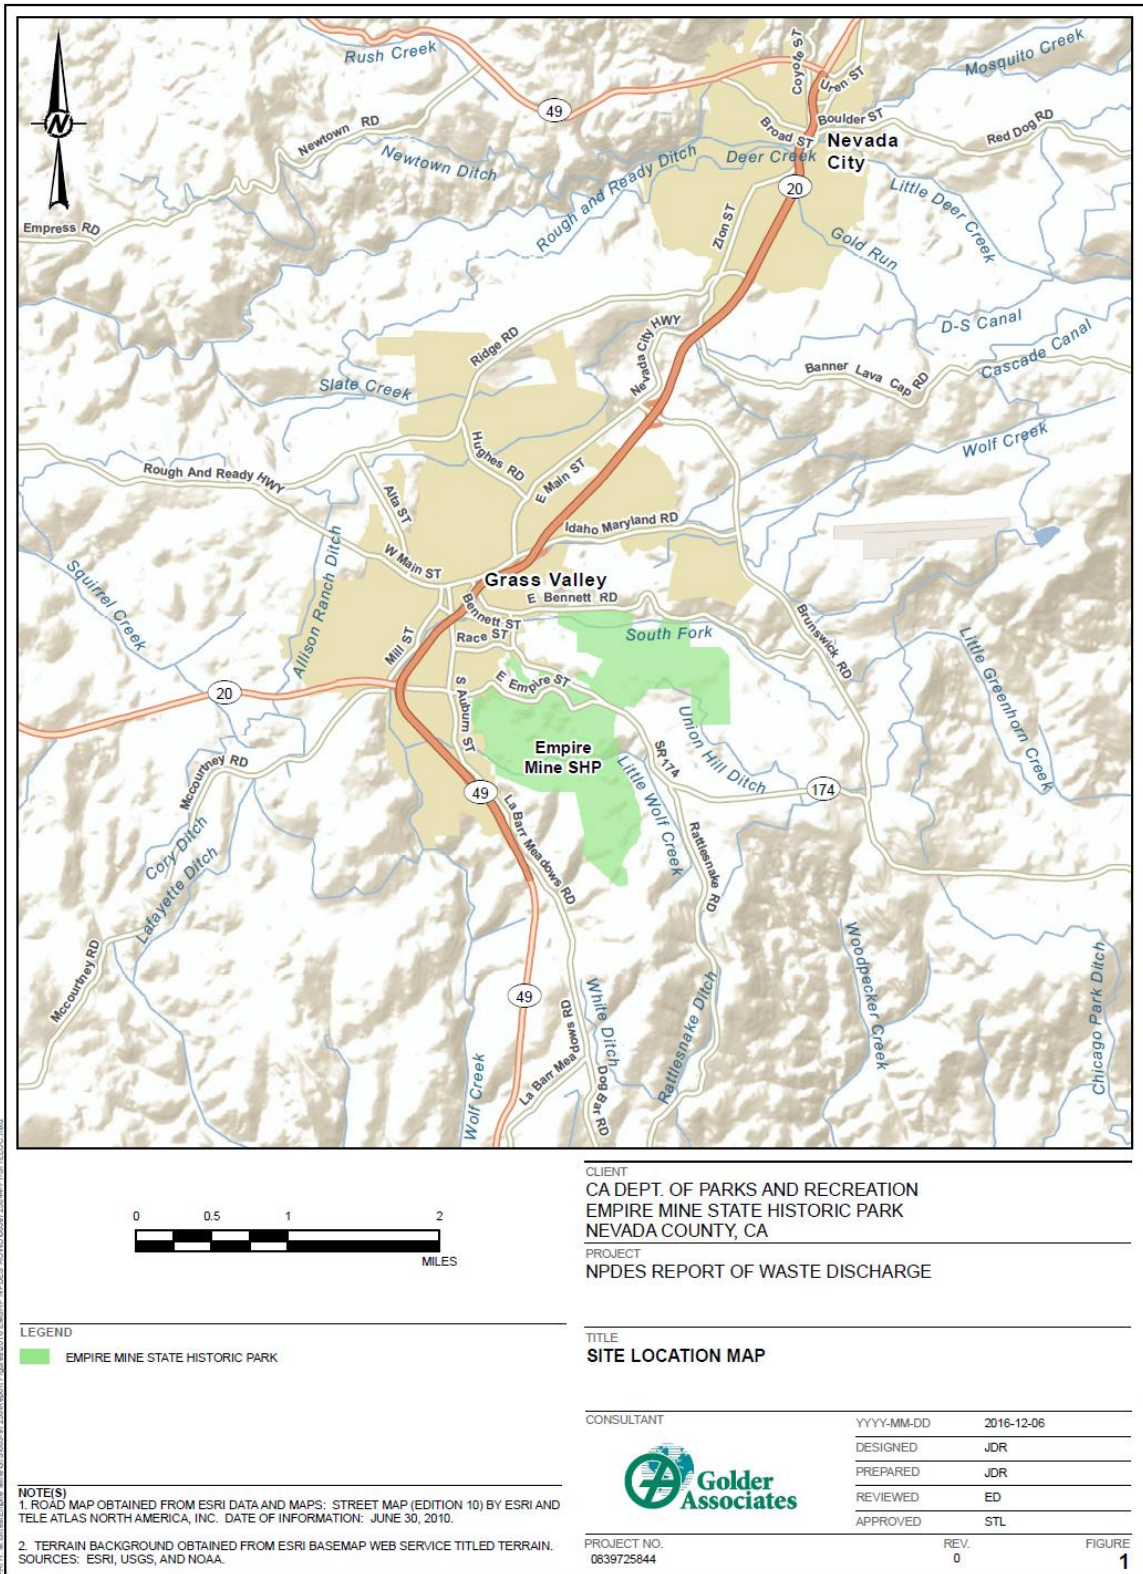 N
Rush Creek
49
Coyote ST
Uren ST
Mosquito Creek
Newtown RD
Newtown Ditch
Broad ST
Boulder ST
Red Dog RD
Nevada
City
Deer Creek
Rough and Ready Ditch
20
Little Deer Creek
Empress RD
Zion ST
Gold Run
D-S Canal
Cascade Canal
Nevada City HWY
Ridge RD
Banner Lava Cap RD
Slate Creek
Wolf Creek
Hughes RD
E Main ST
Rough And Ready HWY
Alta ST
Idaho Maryland RD
Allison Ranch Ditch
W Main ST
Squirrel Creek
Grass Valley
E Bennett RD
Bennett ST
Race ST
South Fork
Mill ST
Brunswick RD
Little Greenhorn Creek
20
E Empire ST
S Auburn ST
Union Hill Ditch
Empire
Mine SHP
SR 174
Little Wolf Creek
Mccourtney RD
49
174
La Barr Meadows RD
Cory Ditch
Lafayette Ditch
Rattlesnake RD
Mccourtney RD
Woodpecker Creek
Chicago Park Ditch
49
White Ditch
Rattlesnake Ditch
La Barr Meadows RD
Dog Bar RD
Wolf Creek
0 0.5 1 2
MILES
CLIENT
CA DEPT. OF PARKS AND RECREATION
EMPIRE MINE STATE HISTORIC PARK
NEVADA COUNTY, CA
PROJECT
NPDES REPORT OF WASTE DISCHARGE
LEGEND
EMPIRE MINE STATE HISTORIC PARK
TITLE
SITE LOCATION MAP
CONSULTANT
Golder
Associates
YYYY-MM-DD 2016-12-06
DESIGNED JDR
PREPARED JDR
REVIEWED ED
APPROVED STL
NOTE(S)
1. ROAD MAP OBTAINED FROM ESRI DATA AND MAPS: STREET MAP (EDITION 10) BY ESRI AND
TELE ATLAS NORTH AMERICA, INC. DATE OF INFORMATION: JUNE 30, 2010.
2. TERRAIN BACKGROUND OBTAINED FROM ESRI BASEMAP WEB SERVICE TITLED TERRAIN.
SOURCES: ESRI, USGS, AND NOAA.
PROJECT NO. REV. FIGURE
0839725844 0 1